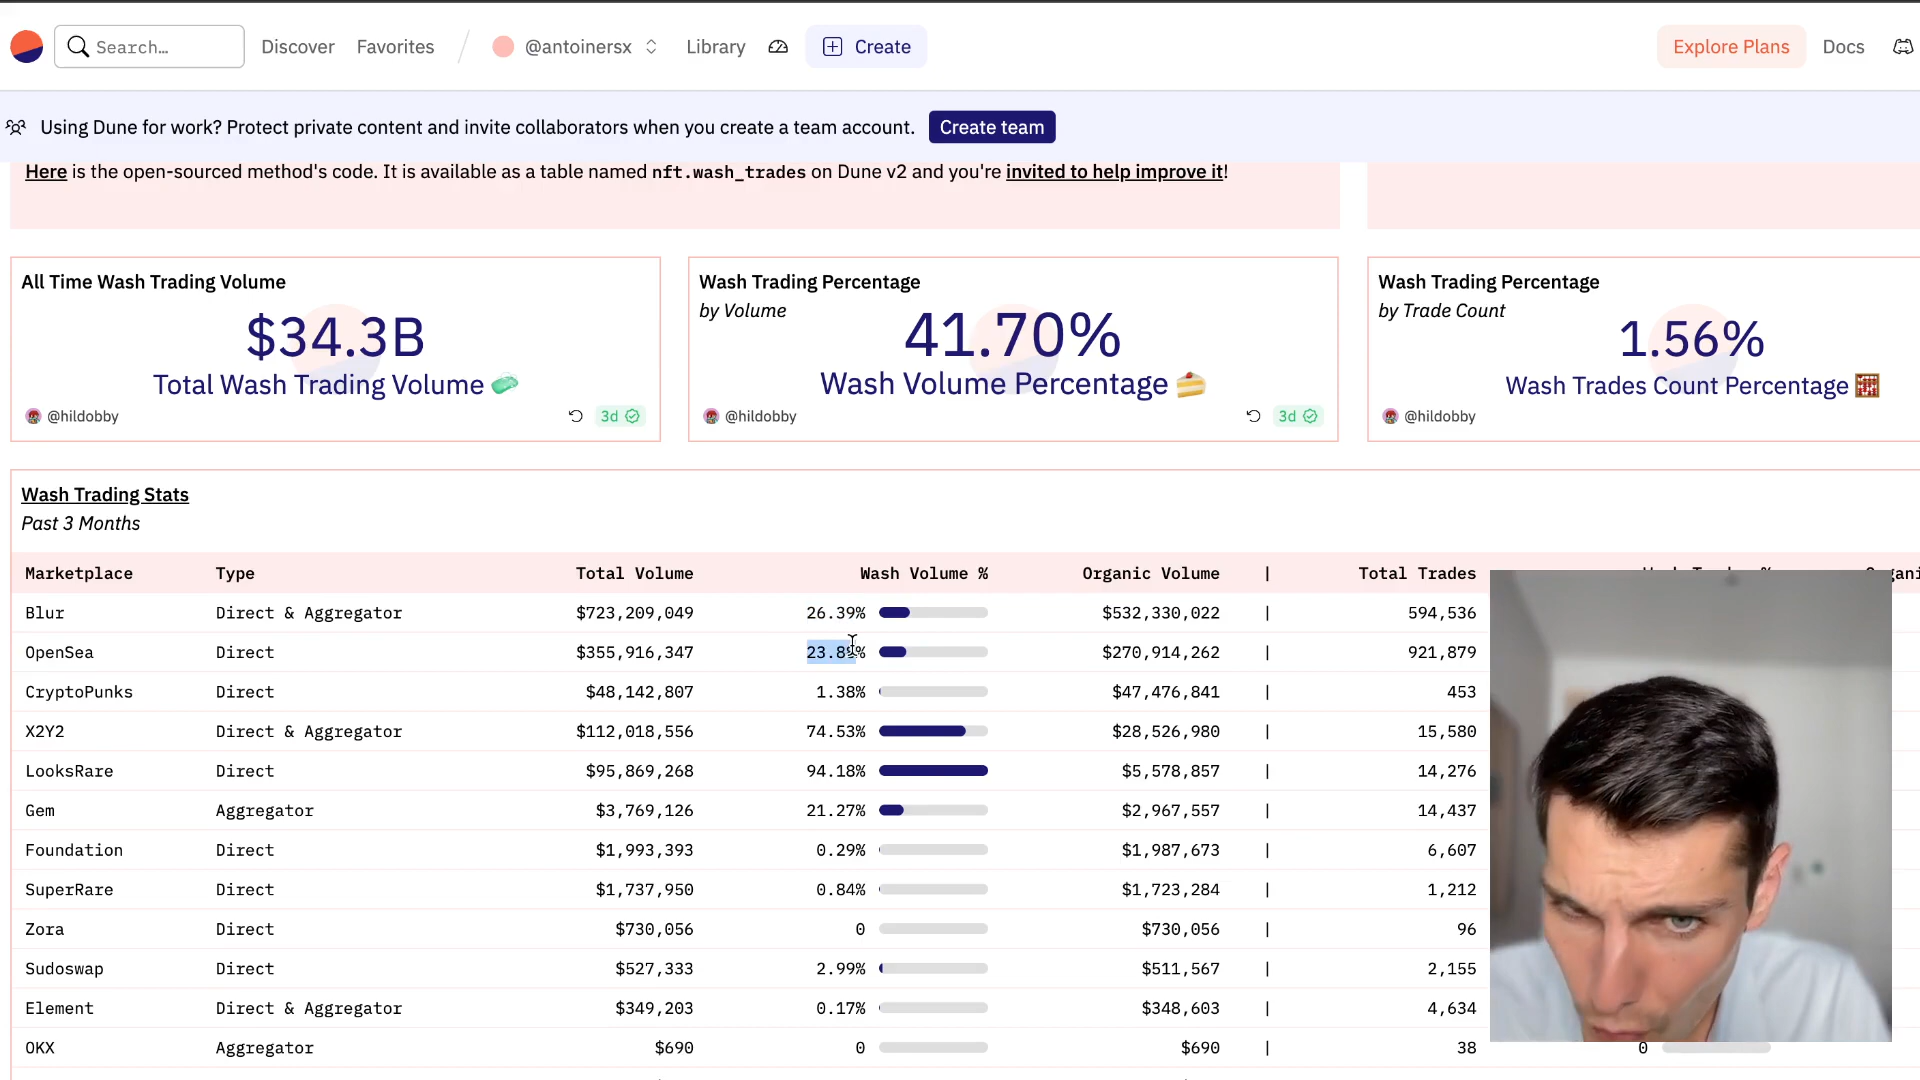 Search…
Discover
Favorites
@antoinersx
Library
Create
Explore Plans
Docs
Using Dune for work? Protect private content and invite collaborators when you create a team account.
Create team
Here is the open-sourced method's code. It is available as a table named nft.wash_trades on Dune v2 and you're invited to help improve it!
All Time Wash Trading Volume
$34.3B
Total Wash Trading Volume
@hildobby
3d
Wash Trading Percentage
by Volume
41.70%
Wash Volume Percentage
@hildobby
3d
Wash Trading Percentage
by Trade Count
1.56%
Wash Trades Count Percentage
@hildobby
Wash Trading Stats
Past 3 Months
Marketplace Type Total Volume Wash Volume % Organic Volume | Total Trades
Blur Direct & Aggregator $723,209,049 26.39% $532,330,022 | 594,536
OpenSea Direct $355,916,347 $270,914,262 | 921,879
CryptoPunks Direct $48,142,807 1.38% $47,476,841 | 453
X2Y2 Direct & Aggregator $112,018,556 74.53% $28,526,980 | 15,580
LooksRare Direct $95,869,268 94.18% $5,578,857 | 14,276
Gem Aggregator $3,769,126 21.27% $2,967,557 | 14,437
Foundation Direct $1,993,393 0.29% $1,987,673 | 6,607
SuperRare Direct $1,737,950 0.84% $1,723,284 | 1,212
Zora Direct $730,056 0 $730,056 | 96
Sudoswap Direct $527,333 2.99% $511,567 | 2,155
Element Direct & Aggregator $349,203 0.17% $348,603 | 4,634
OKX Aggregator $690 0 $690 | 38 0